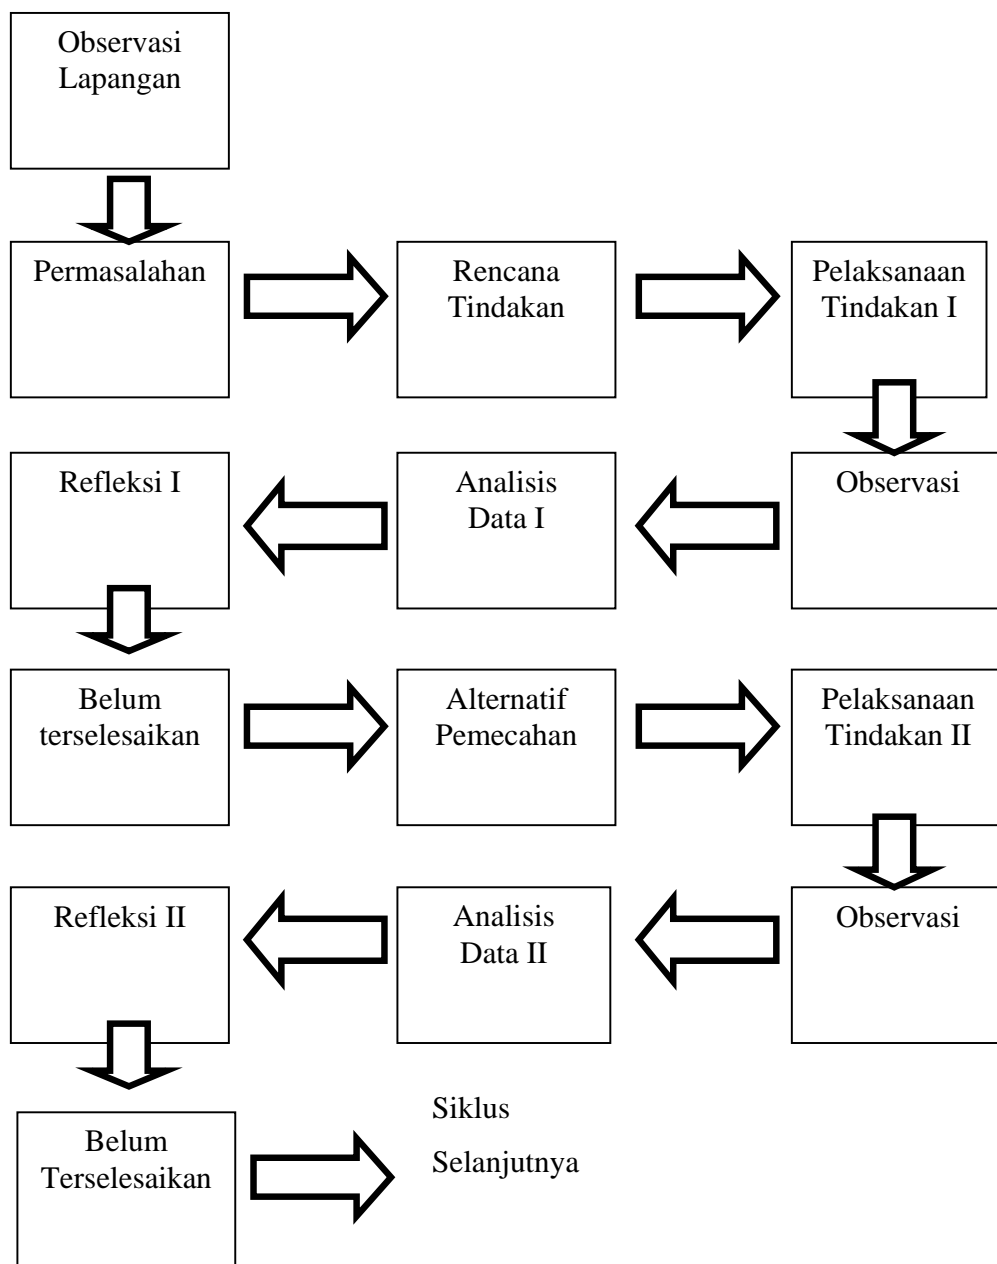 Observasi
Lapangan
Permasalahan
Rencana
Tindakan
Pelaksanaan
Tindakan I
Refleksi I
Analisis
Data I
Observasi
Belum
terselesaikan
Alternatif
Pemecahan
Pelaksanaan
Tindakan II
Refleksi II
Analisis
Data II
Observasi
Belum
Terselesaikan
Siklus
Selanjutnya